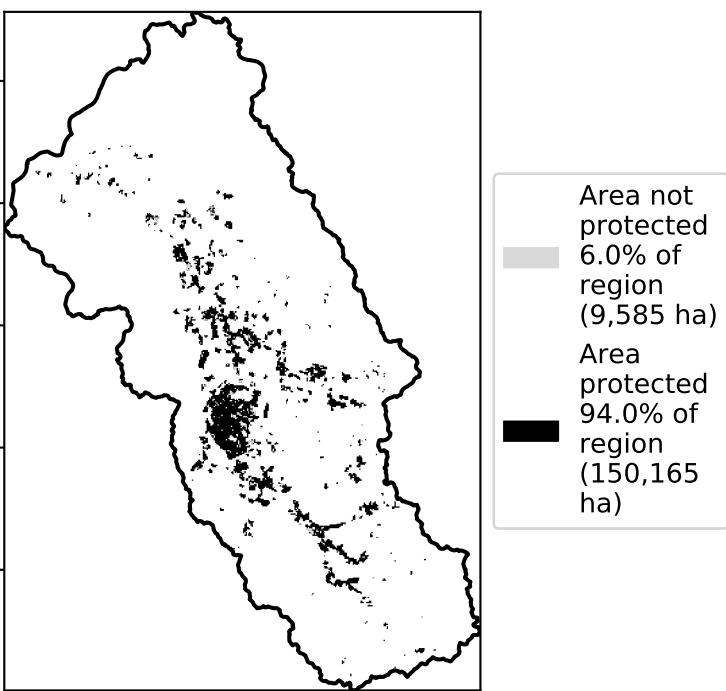 Area not
protected
6.0% of
region
(9,585 ha)
Area
protected
94.0% of
region
(150,165
ha)